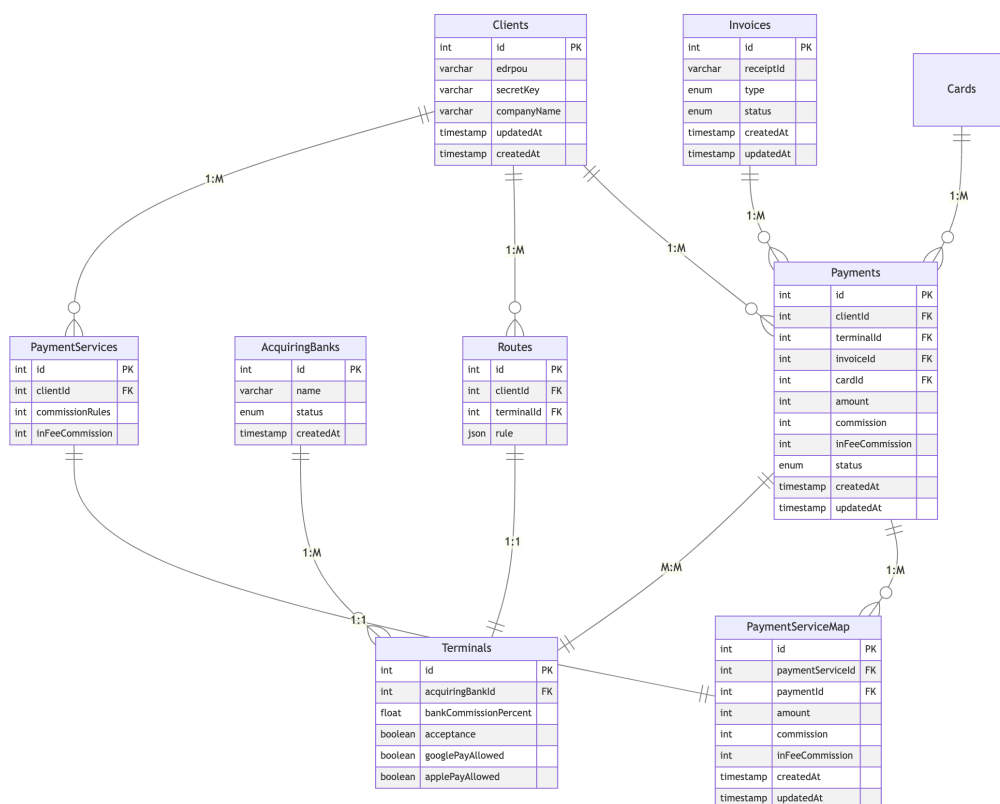 Clients
int id PK
varchar edrpou
varchar secretKey
varchar companyName
timestamp updatedAt
timestamp createdAt
Invoices
int id PK
varchar receiptId
enum type
enum status
timestamp createdAt
timestamp updatedAt
Cards
1:M
1:M
1:M
1:M
1:M
Payments
int id PK
int clientId FK
int terminalId FK
int invoiceId FK
int cardId FK
int amount
int commission
int inFeeCommission
enum status
timestamp createdAt
timestamp updatedAt
PaymentServices
int id PK
int clientId FK
int commissionRules
int inFeeCommission
AcquiringBanks
int id PK
varchar name
enum status
timestamp createdAt
Routes
int id PK
int clientId FK
int terminalId FK
json rule
1:M
1:1
M:M
1:M
1:1
Terminals
int id PK
int acquiringBankId FK
float bankCommissionPercent
boolean acceptance
boolean googlePayAllowed
boolean applePayAllowed
PaymentServiceMap
int id PK
int paymentServiceId FK
int paymentId FK
int amount
int commission
int inFeeCommission
timestamp createdAt
timestamp updatedAt